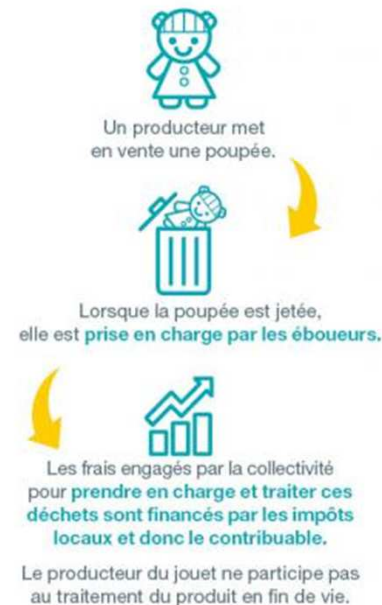 Un producteur met
en vente une poupée.
Lorsque la poupée est jetée,
elle est prise en charge par les éboueurs.
Les frais engagés par la collectivité
pour prendre en charge et traiter ces
déchets sont financés par les impôts
locaux et donc le contribuable.
Le producteur du jouet ne participe pas
au traitement du produit en fin de vie.